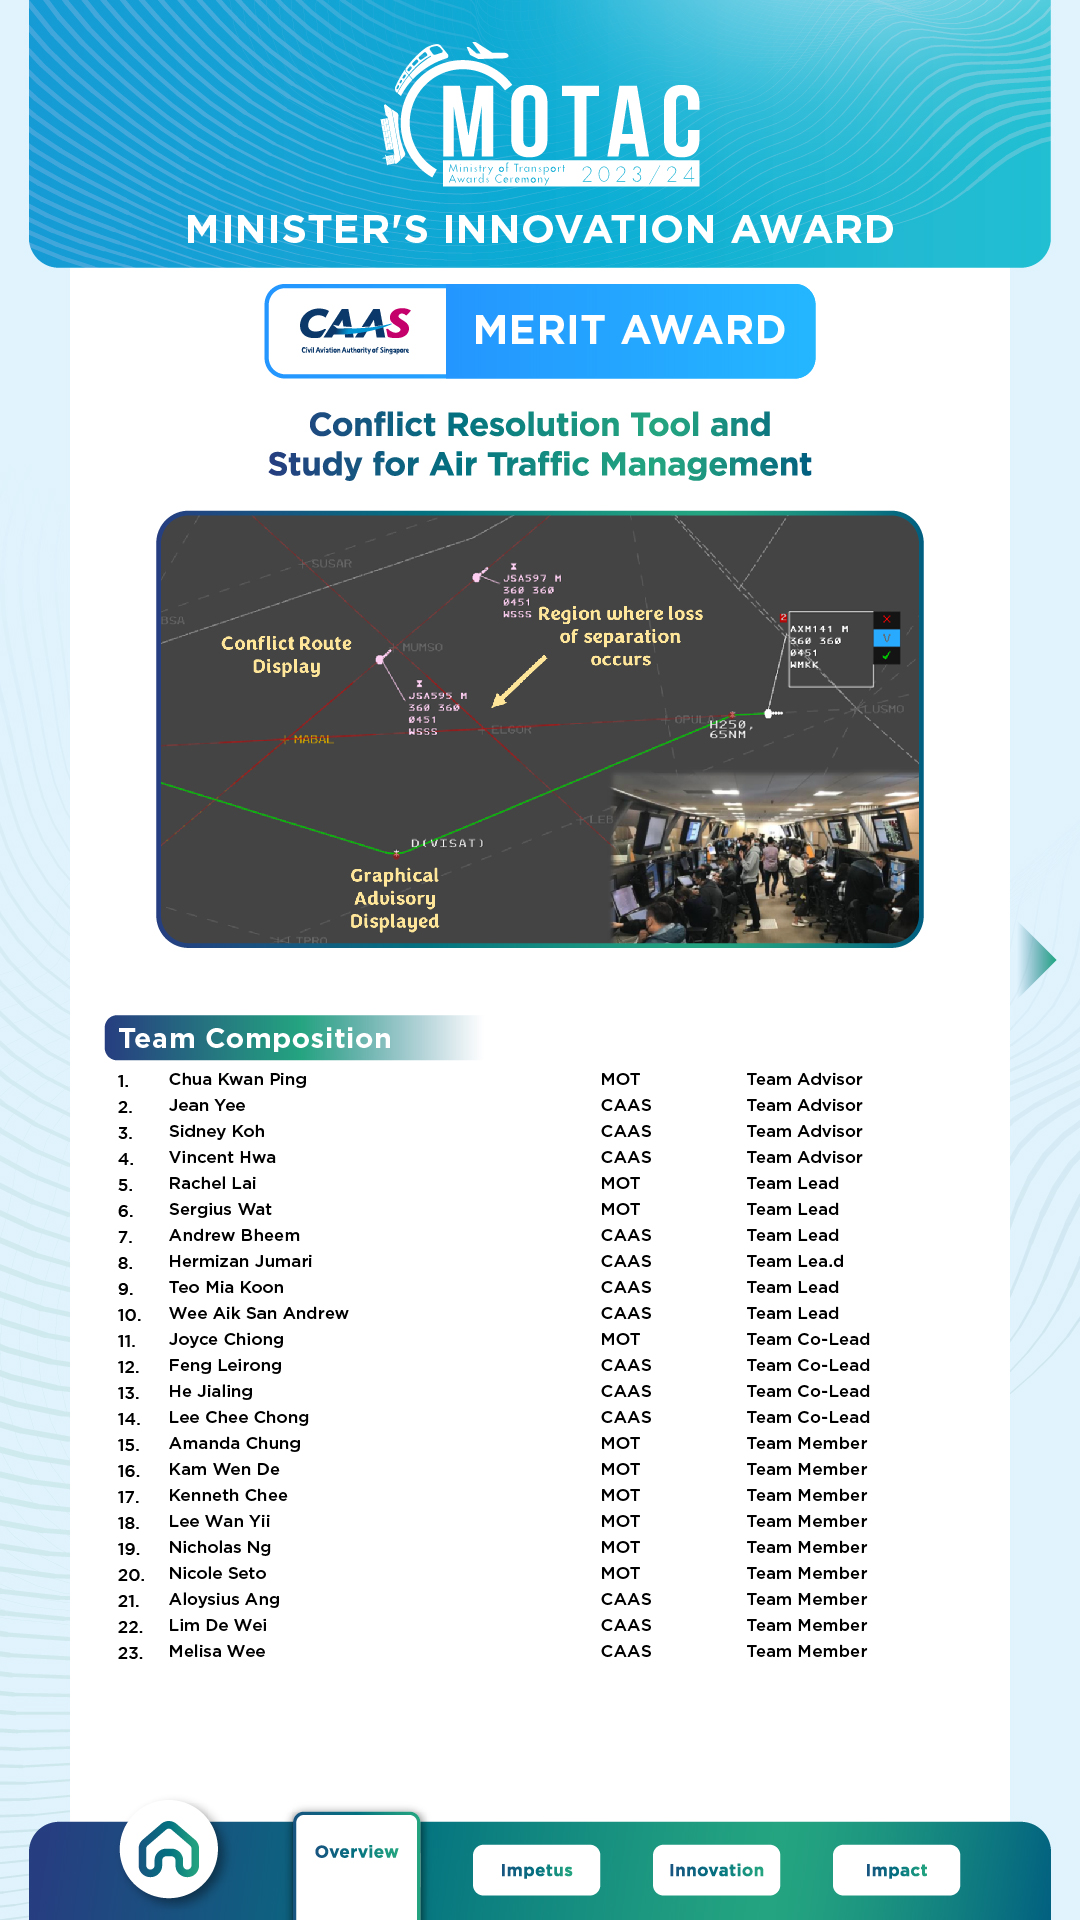 MOTAC
Ministry of Transport
Awards Ceremony 2023/24
MINISTER'S INNOVATION AWARD
CAAS
Civil Aviation Authority of Singapore
MERIT AWARD
Conflict Resolution Tool and
Study for Air Traffic Management
SUSAR
JSA597 M
360 360
0451
WSSS
Region where loss
of separation
occurs
2
AXM141 M
360 360
0451
WMKK
V
BSA
Conflict Route
Display
MUMSO
JSA595 M
360 360
0451
WSSS
MABAL
ELGOR
H250,
65NM
LUSMO
LEB
D(VISAT)
Graphical
Advisory
Displayed
Team Composition
1. Chua Kwan Ping MOT Team Advisor
2. Jean Yee CAAS Team Advisor
3. Sidney Koh CAAS Team Advisor
4. Vincent Hwa CAAS Team Advisor
5. Rachel Lai MOT Team Lead
6. Sergius Wat MOT Team Lead
7. Andrew Bheem CAAS Team Lead
8. Hermizan Jumari CAAS Team Lea.d
9. Teo Mia Koon CAAS Team Lead
10. Wee Aik San Andrew CAAS Team Lead
11. Joyce Chiong MOT Team Co-Lead
12. Feng Leirong CAAS Team Co-Lead
13. He Jialing CAAS Team Co-Lead
14. Lee Chee Chong CAAS Team Co-Lead
15. Amanda Chung MOT Team Member
16. Kam Wen De MOT Team Member
17. Kenneth Chee MOT Team Member
18. Lee Wan Yii MOT Team Member
19. Nicholas Ng MOT Team Member
20. Nicole Seto MOT Team Member
21. Aloysius Ang CAAS Team Member
22. Lim De Wei CAAS Team Member
23. Melisa Wee CAAS Team Member
Overview
Impetus
Innovation
Impact